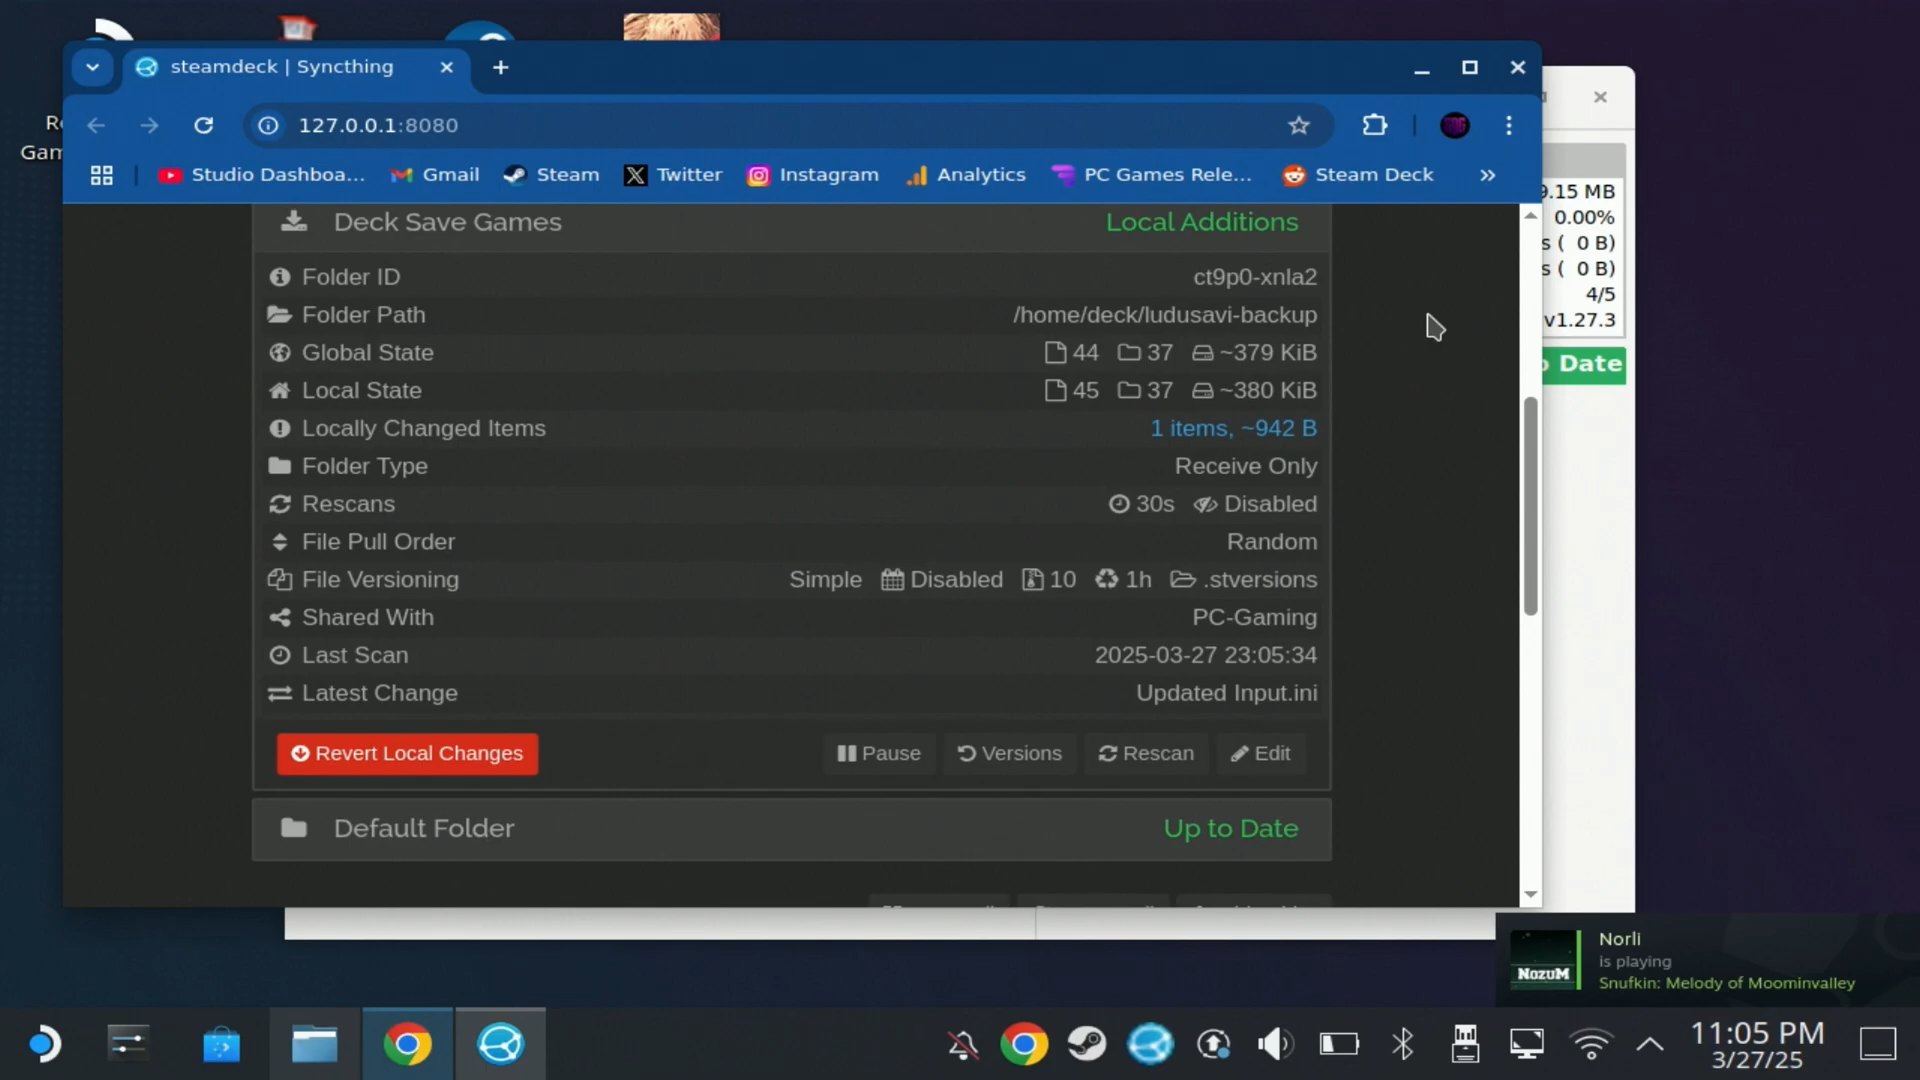 steamdeck | Syncthing
127.0.0.1:8080
Studio Dashboa... Gmail Steam Twitter Instagram Analytics PC Games Rele... Steam Deck »
Deck Save Games Local Additions
Folder ID ct9p0-xnla2
Folder Path /home/deck/ludusavi-backup
Global State 44 37 ~379 KiB
Local State 45 37 ~380 KiB
Locally Changed Items 1 items, ~942 B
Folder Type Receive Only
Rescans 30s Disabled
File Pull Order Random
File Versioning Simple Disabled 10 1h .stversions
Shared With PC-Gaming
Last Scan 2025-03-27 23:05:34
Latest Change Updated Input.ini
Revert Local Changes Pause Versions Rescan Edit
Default Folder Up to Date
9.15 MB
0.00%
s ( 0 B)
s ( 0 B)
4/5
v1.27.3
o Date
Norli
is playing
Snufkin: Melody of Moominvalley
NOZUM
11:05 PM
3/27/25